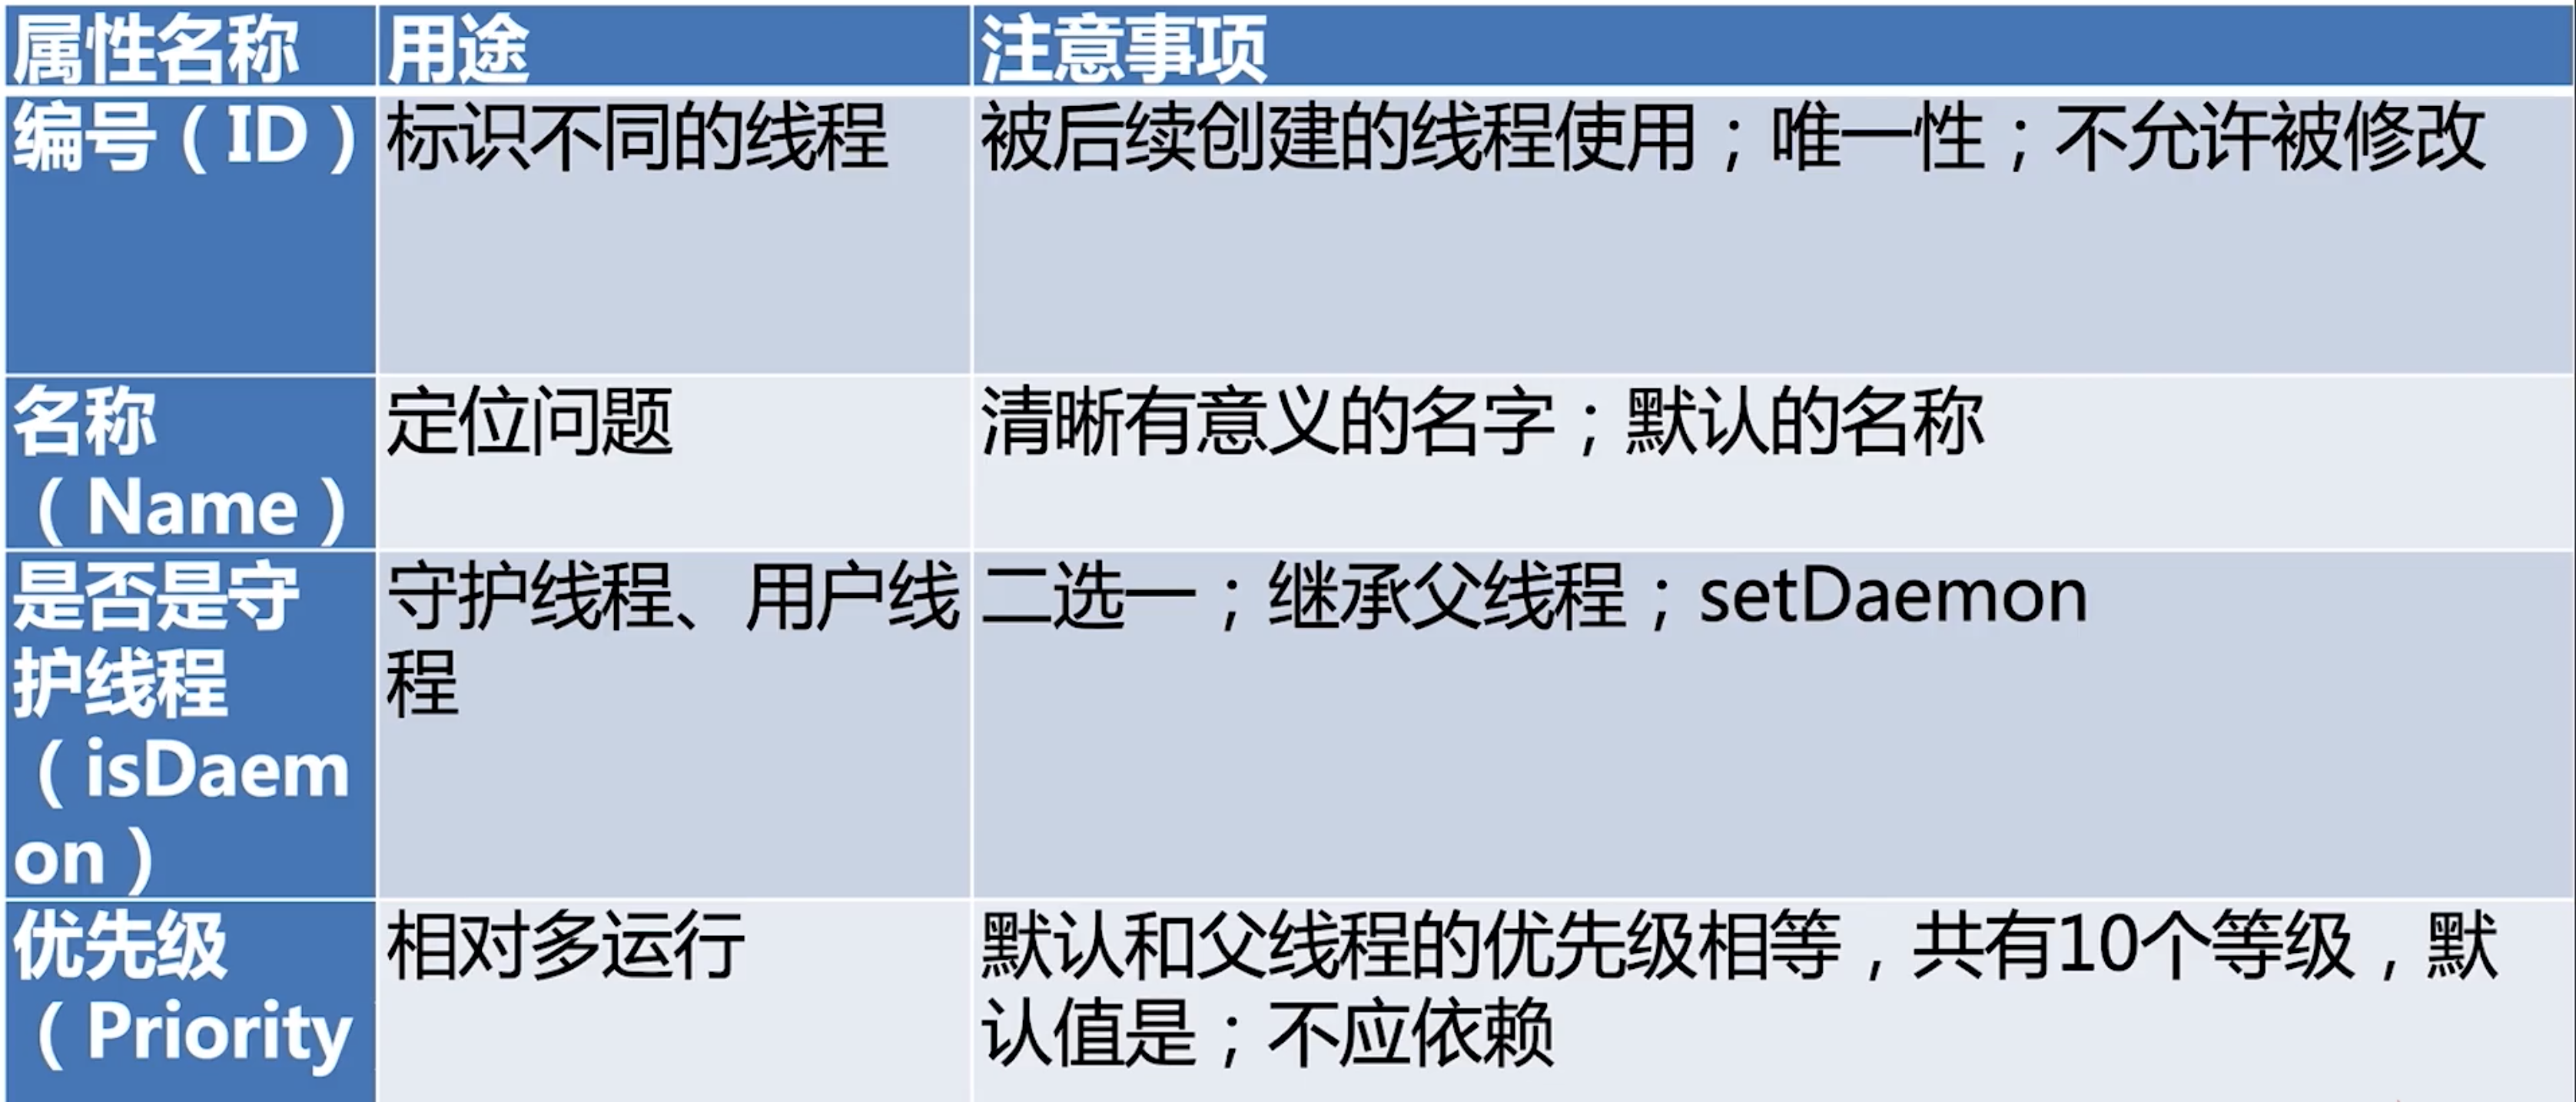 属性名称 用途 注意事项
编号（ID） 标识不同的线程 被后续创建的线程使用；唯一性；不允许被修改
名称
（Name） 定位问题 清晰有意义的名字；默认的名称
是否是守
护线程
（isDaem
on） 守护线程、用户线
程 二选一；继承父线程；setDaemon
优先级
（Priority 相对多运行 默认和父线程的优先级相等，共有10个等级，默
认值是；不应依赖